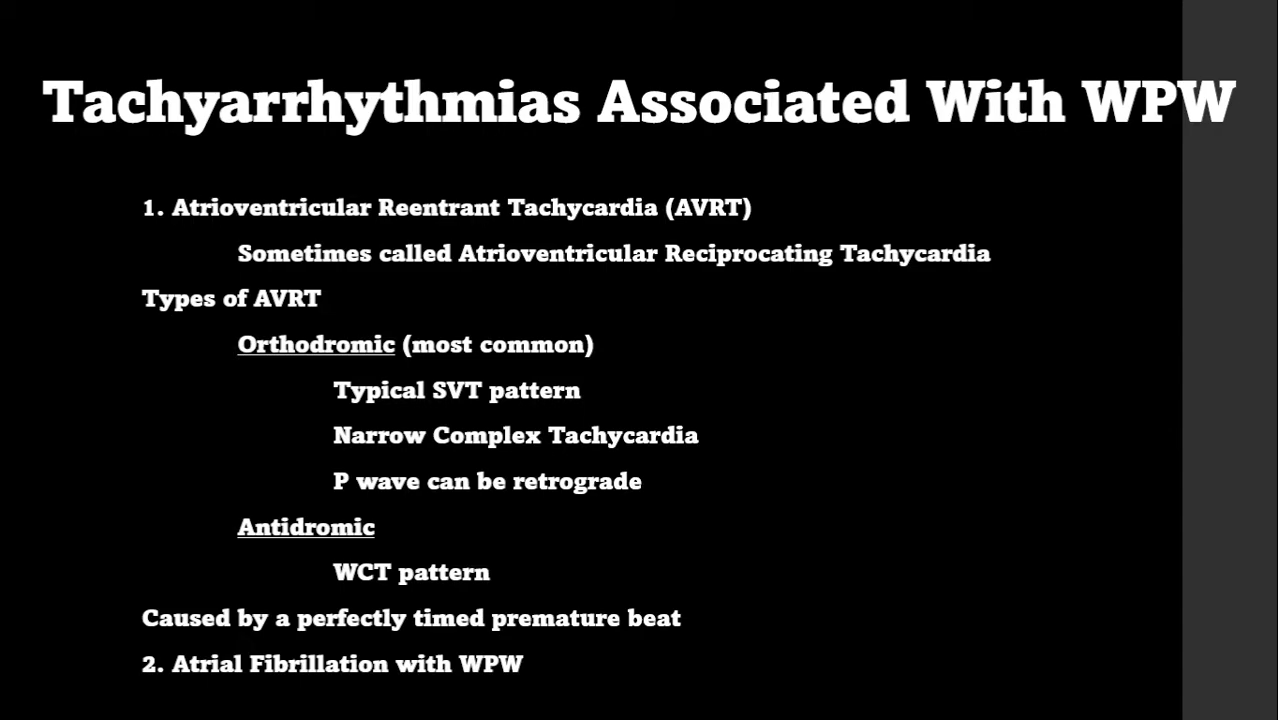 Tachyarrhythmias Associated With WPW
1. Atrioventricular Reentrant Tachycardia (AVRT)
Sometimes called Atrioventricular Reciprocating Tachycardia
Types of AVRT
Orthodromic (most common)
Typical SVT pattern
Narrow Complex Tachycardia
P wave can be retrograde
Antidromic
WCT pattern
Caused by a perfectly timed premature beat
2. Atrial Fibrillation with WPW